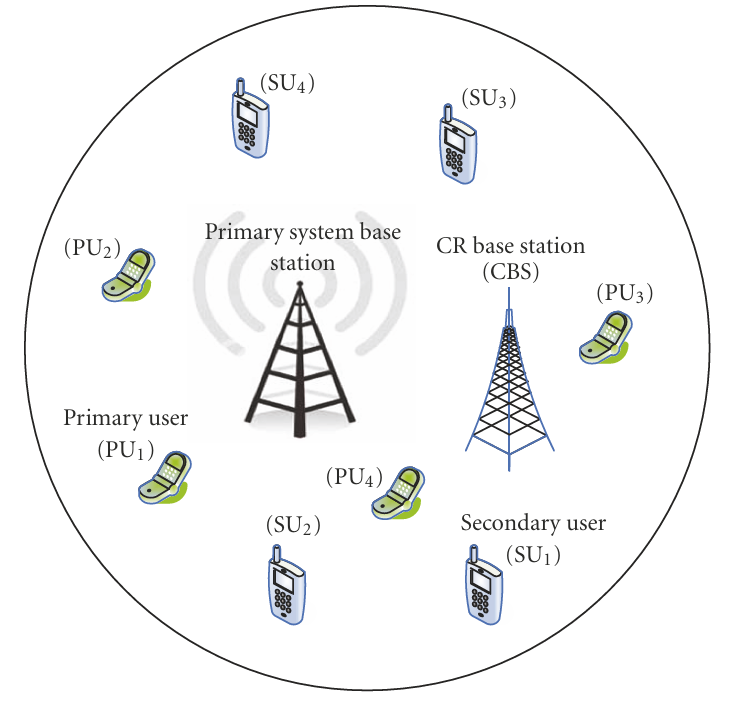 (SU4)
(SU3)
Primary system base
station
CR base station
(CBS)
(PU2)
(PU3)
Primary user
(PU1)
(PU4)
(SU2)
Secondary user
(SU1)